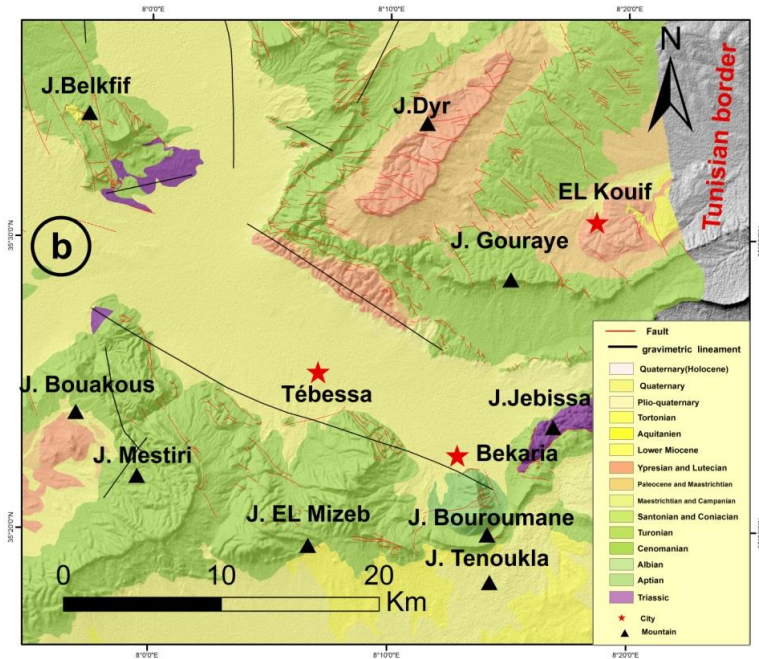 8°0'0"E
8°10'0"E
8°20'0"E
N
J.Belkfif
J.Dyr
Tunisian border
EL Kouif
35°30'0"N
b
J. Gouraye
J. Bouakous
Tébessa
J.Jebissa
J. Mestiri
Bekaria
J. EL Mizeb
J. Bouroumane
J. Tenoukla
35°20'0"N
0 10 20
Km
Fault
gravimetric lineament
Quaternary(Holocene)
Quaternary
Plio-quaternary
Tortonian
Aquitanien
Lower Miocene
Ypresian and Lutecian
Paleocene and Maastrichtian
Maestrichtian and Campanian
Santonian and Coniacian
Turonian
Cenomanian
Albian
Aptian
Triassic
City
Mountain
8°0'0"E
8°10'0"E
8°20'0"E